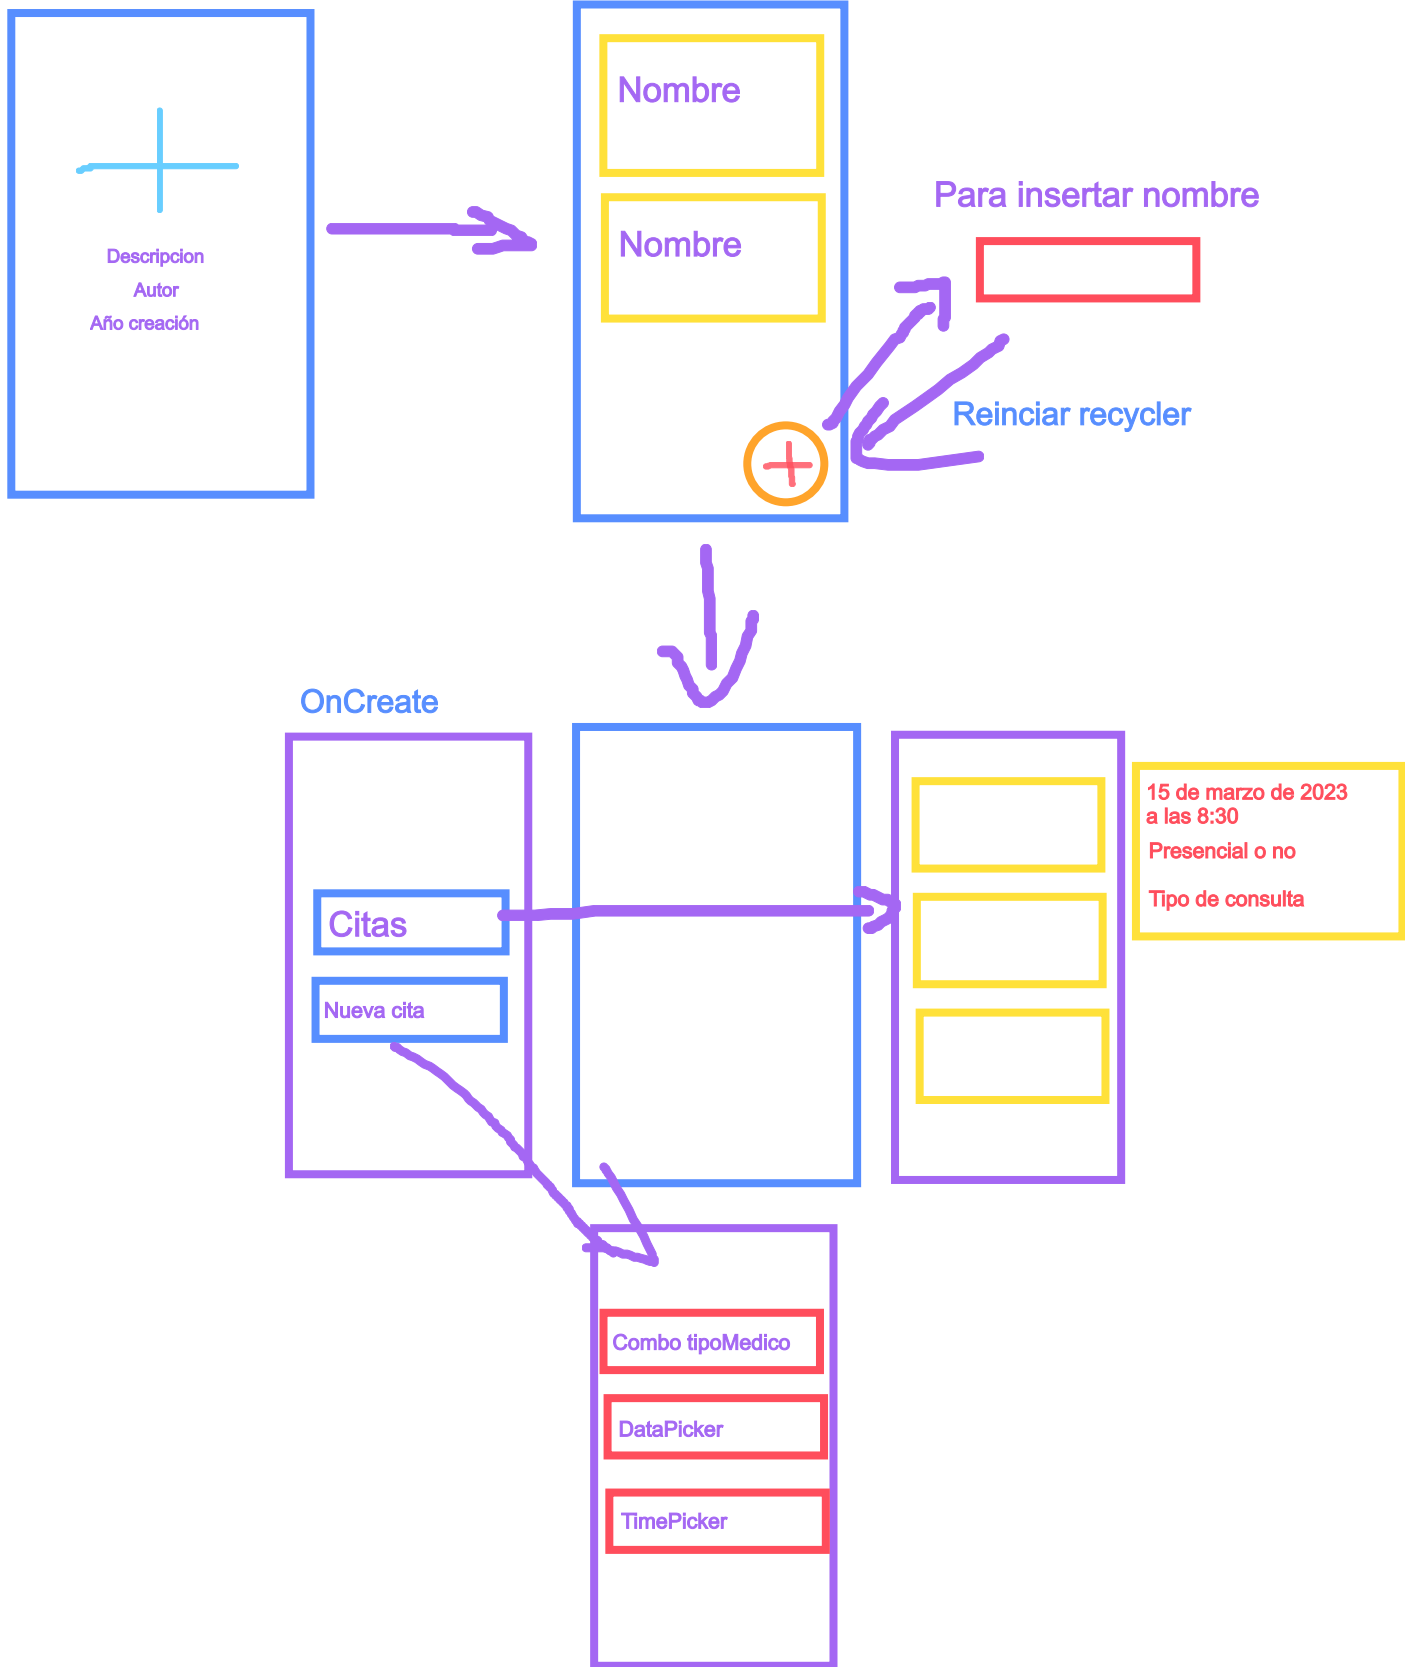 Descripcion
Autor
Año creación
Nombre
Nombre
Para insertar nombre
Reinciar recycler
OnCreate
Citas
Nueva cita
15 de marzo de 2023
a las 8:30
Presencial o no
Tipo de consulta
Combo tipoMedico
DataPicker
TimePicker